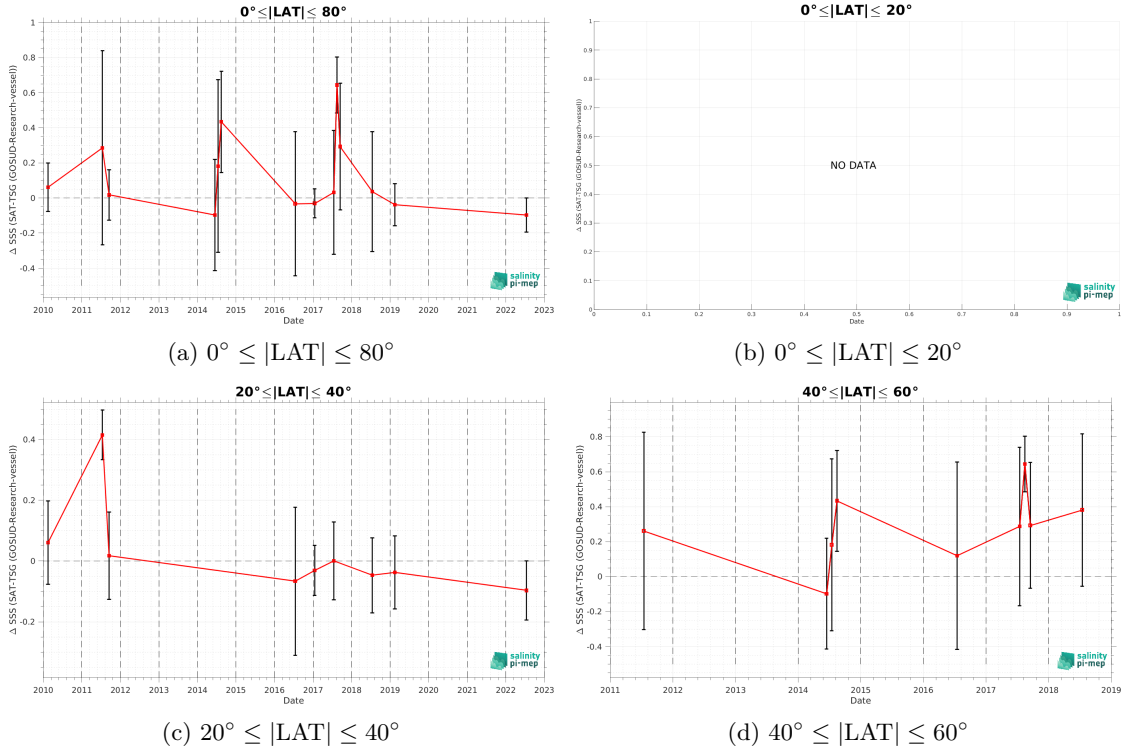 0°≤|LAT|≤ 80°
Δ SSS (SAT-TSG (GOSUD-Research-vessel))
1
0.8
0.6
0.4
0.2
0
-0.2
-0.4
2010 2011 2012 2013 2014 2015 2016 2017 2018 2019 2020 2021 2022 2023
Date
salinity
pi-mep
(a) 0° ≤ |LAT| ≤ 80°
0°≤|LAT|≤ 20°
Δ SSS (SAT-TSG (GOSUD-Research-vessel))
1
0.9
0.8
0.7
0.6
0.5
0.4
0.3
0.2
0.1
0
NO DATA
0 0.1 0.2 0.3 0.4 0.5 0.6 0.7 0.8 0.9 1
Date
salinity
pi-mep
(b) 0° ≤ |LAT| ≤ 20°
20°≤|LAT|≤ 40°
Δ SSS (SAT-TSG (GOSUD-Research-vessel))
0.4
0.2
0
-0.2
2010 2011 2012 2013 2014 2015 2016 2017 2018 2019 2020 2021 2022 2023
Date
salinity
pi-mep
(c) 20° ≤ |LAT| ≤ 40°
40°≤|LAT|≤ 60°
Δ SSS (SAT-TSG (GOSUD-Research-vessel))
0.8
0.6
0.4
0.2
0
-0.2
-0.4
2011 2012 2013 2014 2015 2016 2017 2018 2019
Date
salinity
pi-mep
(d) 40° ≤ |LAT| ≤ 60°